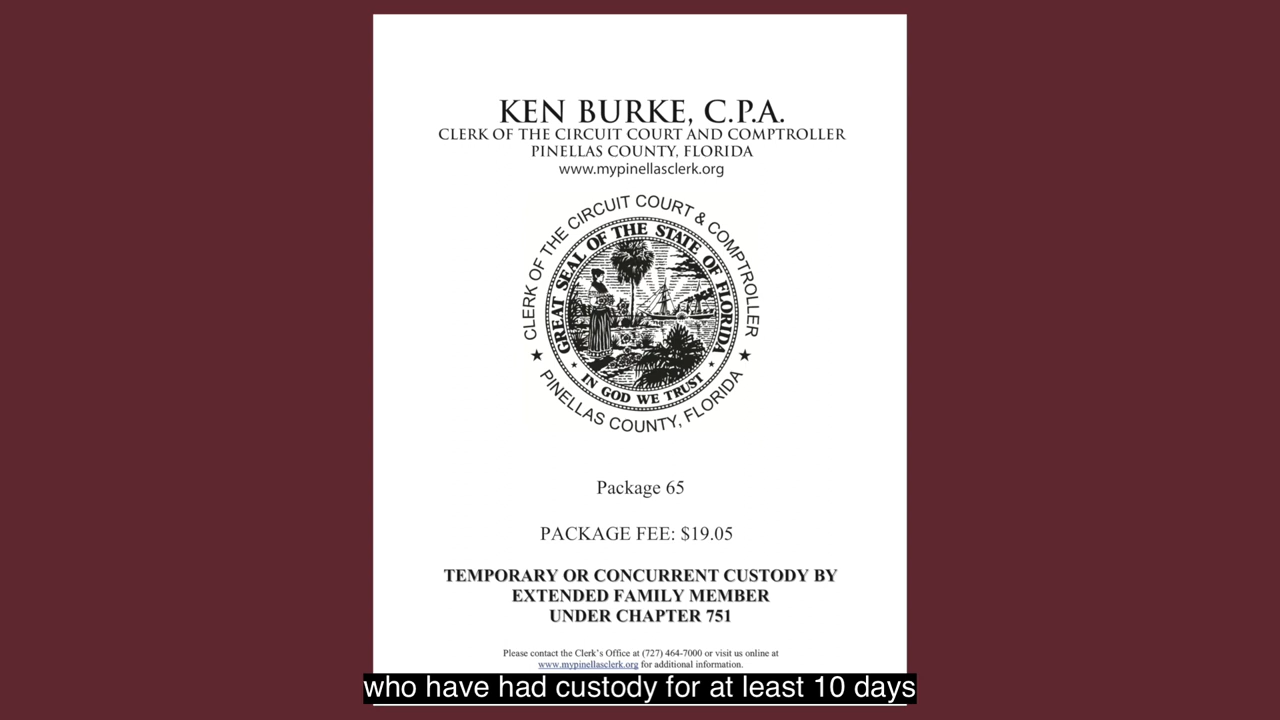 KEN BURKE, C.P.A.
CLERK OF THE CIRCUIT COURT AND COMPTROLLER
PINELLAS COUNTY, FLORIDA
www.mypinellasclerk.org
CLERK OF THE CIRCUIT COURT & COMPTROLLER
GREAT SEAL OF THE STATE OF FLORIDA
IN GOD WE TRUST
PINELLAS COUNTY, FLORIDA
Package 65
PACKAGE FEE: $19.05
TEMPORARY OR CONCURRENT CUSTODY BY
EXTENDED FAMILY MEMBER
UNDER CHAPTER 751
Please contact the Clerk's Office at (727) 464-7000 or visit us online at
www.mypinellasclerk.org for additional information.
who have had custody for at least 10 days